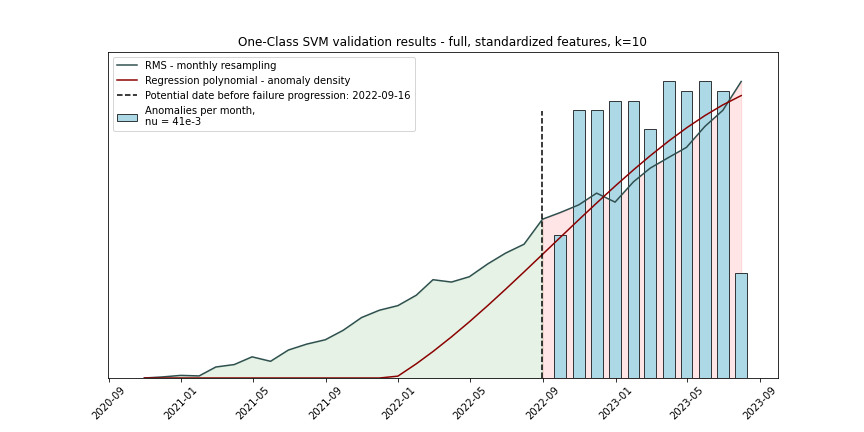 One-Class SVM validation results - full, standardized features, k=10
RMS - monthly resampling
Regression polynomial - anomaly density
Potential date before failure progression: 2022-09-16
Anomalies per month,
nu = 41e-3
2020-09
2021-01
2021-05
2021-09
2022-01
2022-05
2022-09
2023-01
2023-05
2023-09